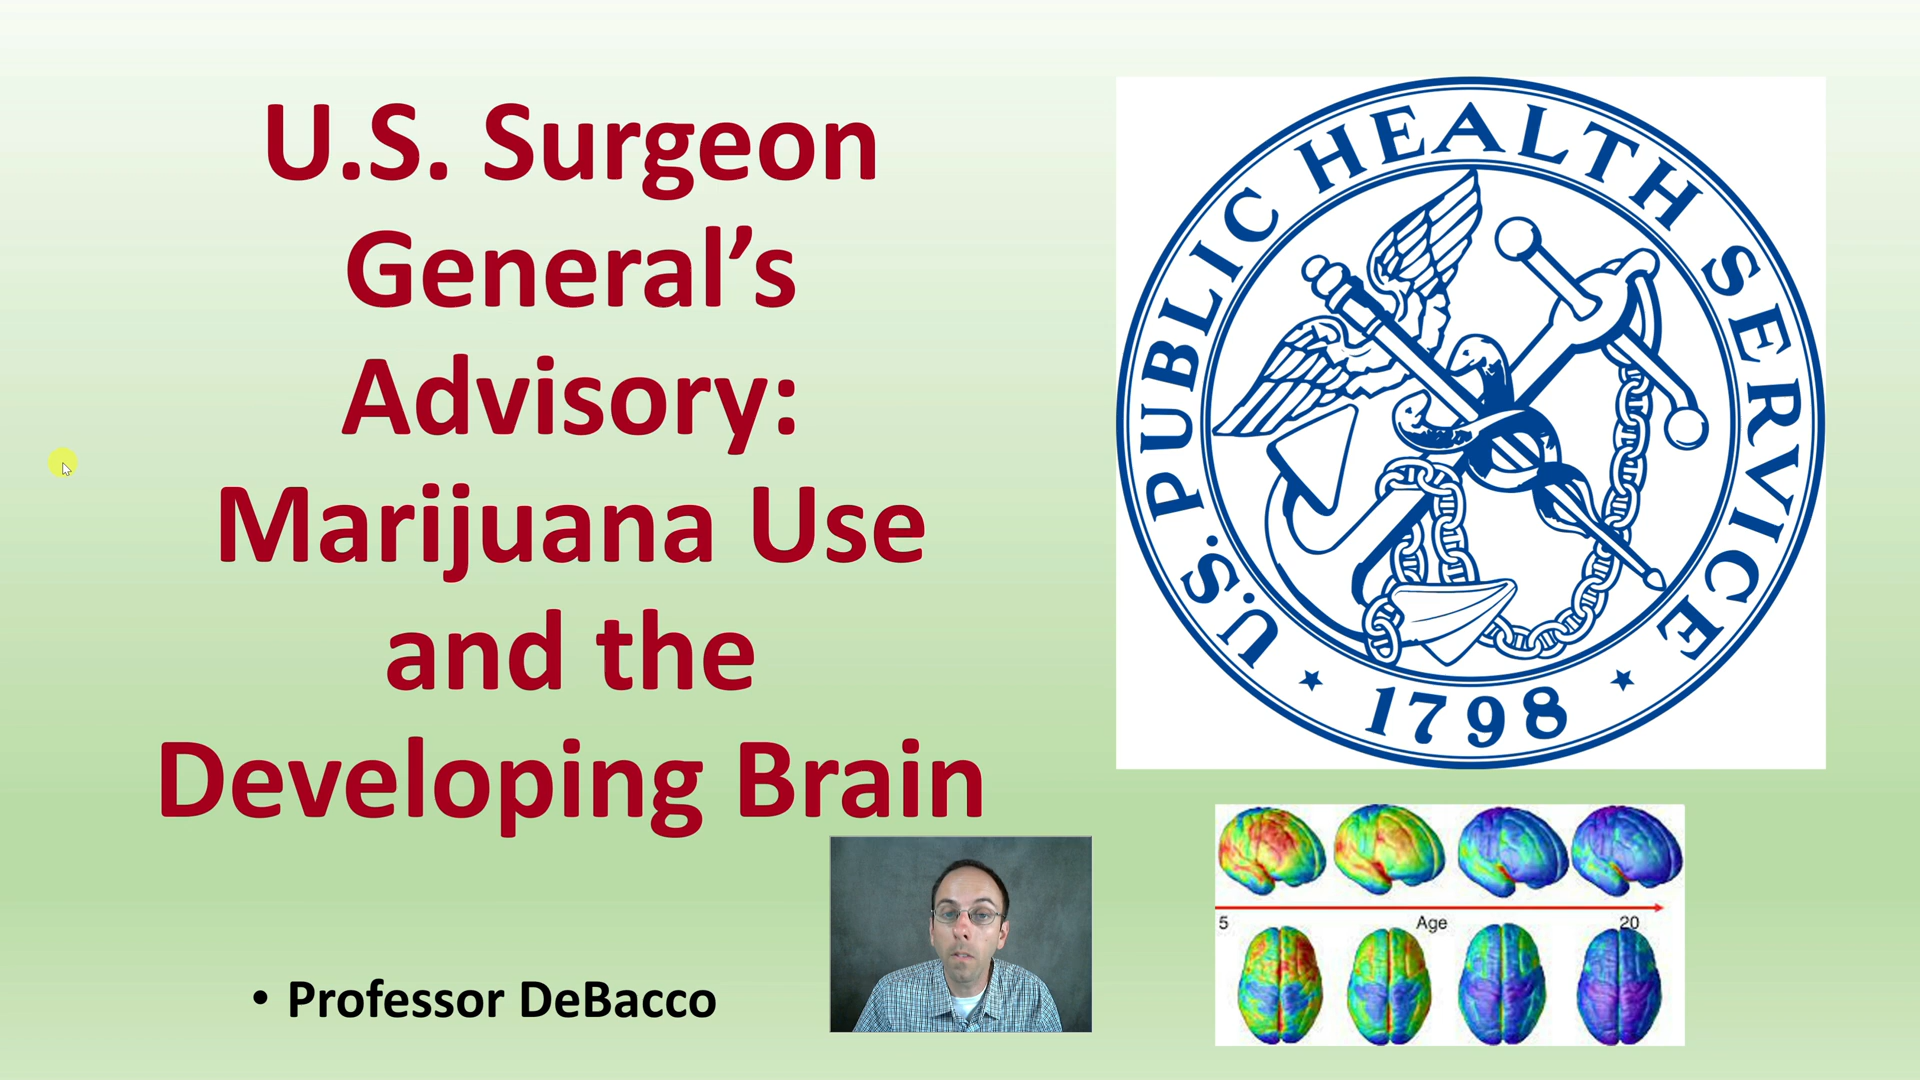 U.S. Surgeon
General’s
Advisory:
Marijuana Use
and the
Developing Brain
• Professor DeBacco
U.S. PUBLIC HEALTH SERVICE
1798
5 Age 20